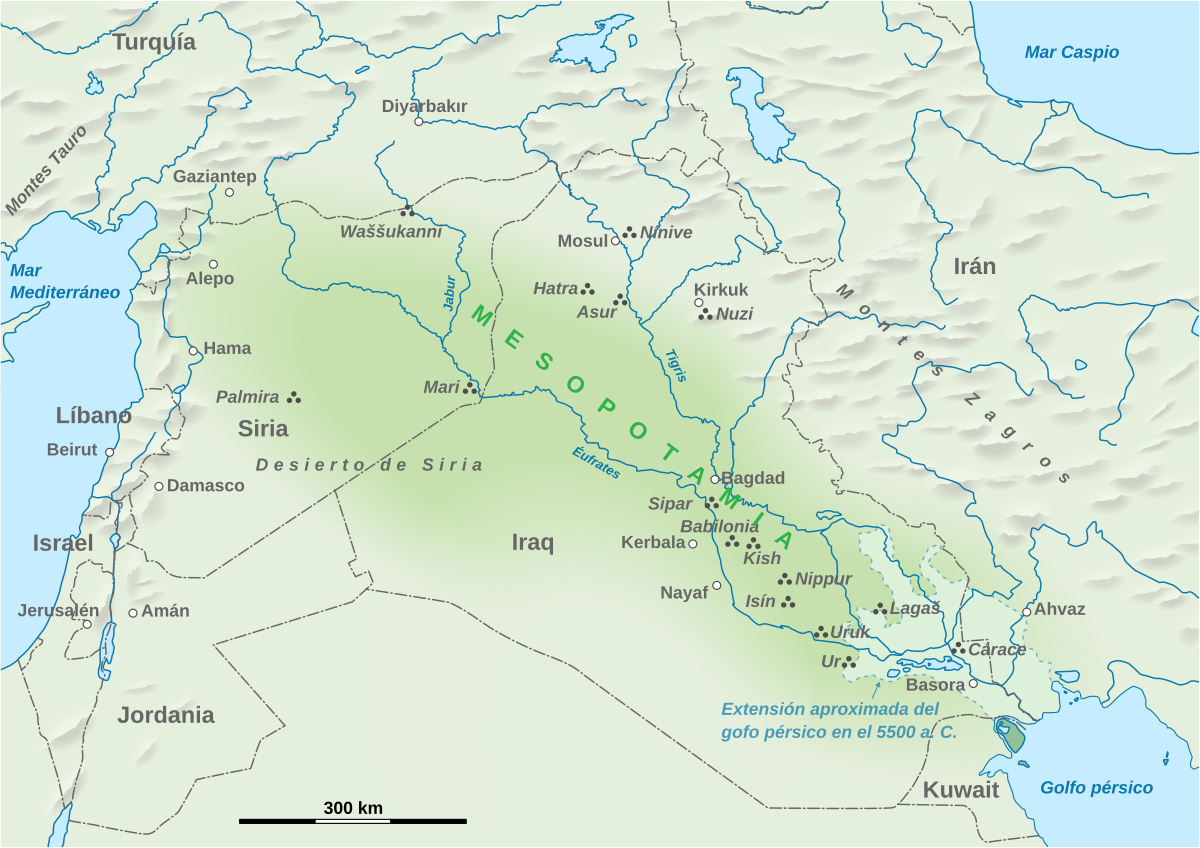 Turquía
Mar Caspio
Diyarbakır
Montes Tauro
Gaziantep
Waššukanni
Mosul
Nínive
Mar
Mediterráneo
Alepo
Irán
Jabur
Hatra
Asur
Kirkuk
Nuzi
Montes Zagros
MESOPOTAMIA
Hama
Tigris
Palmira
Mari
Líbano
Siria
Beirut
Desierto de Siria
Éufrates
Bagdad
Damasco
Sipar
Babilonia
Israel
Iraq
Kerbala
Kish
Nippur
Nayaf
Isín
Jerusalén
Amán
Lagaš
Ahvaz
Uruk
Ur
Cárace
Basora
Jordania
Extensión aproximada del
gofo pérsico en el 5500 a. C.
Kuwait
Golfo pérsico
300 km